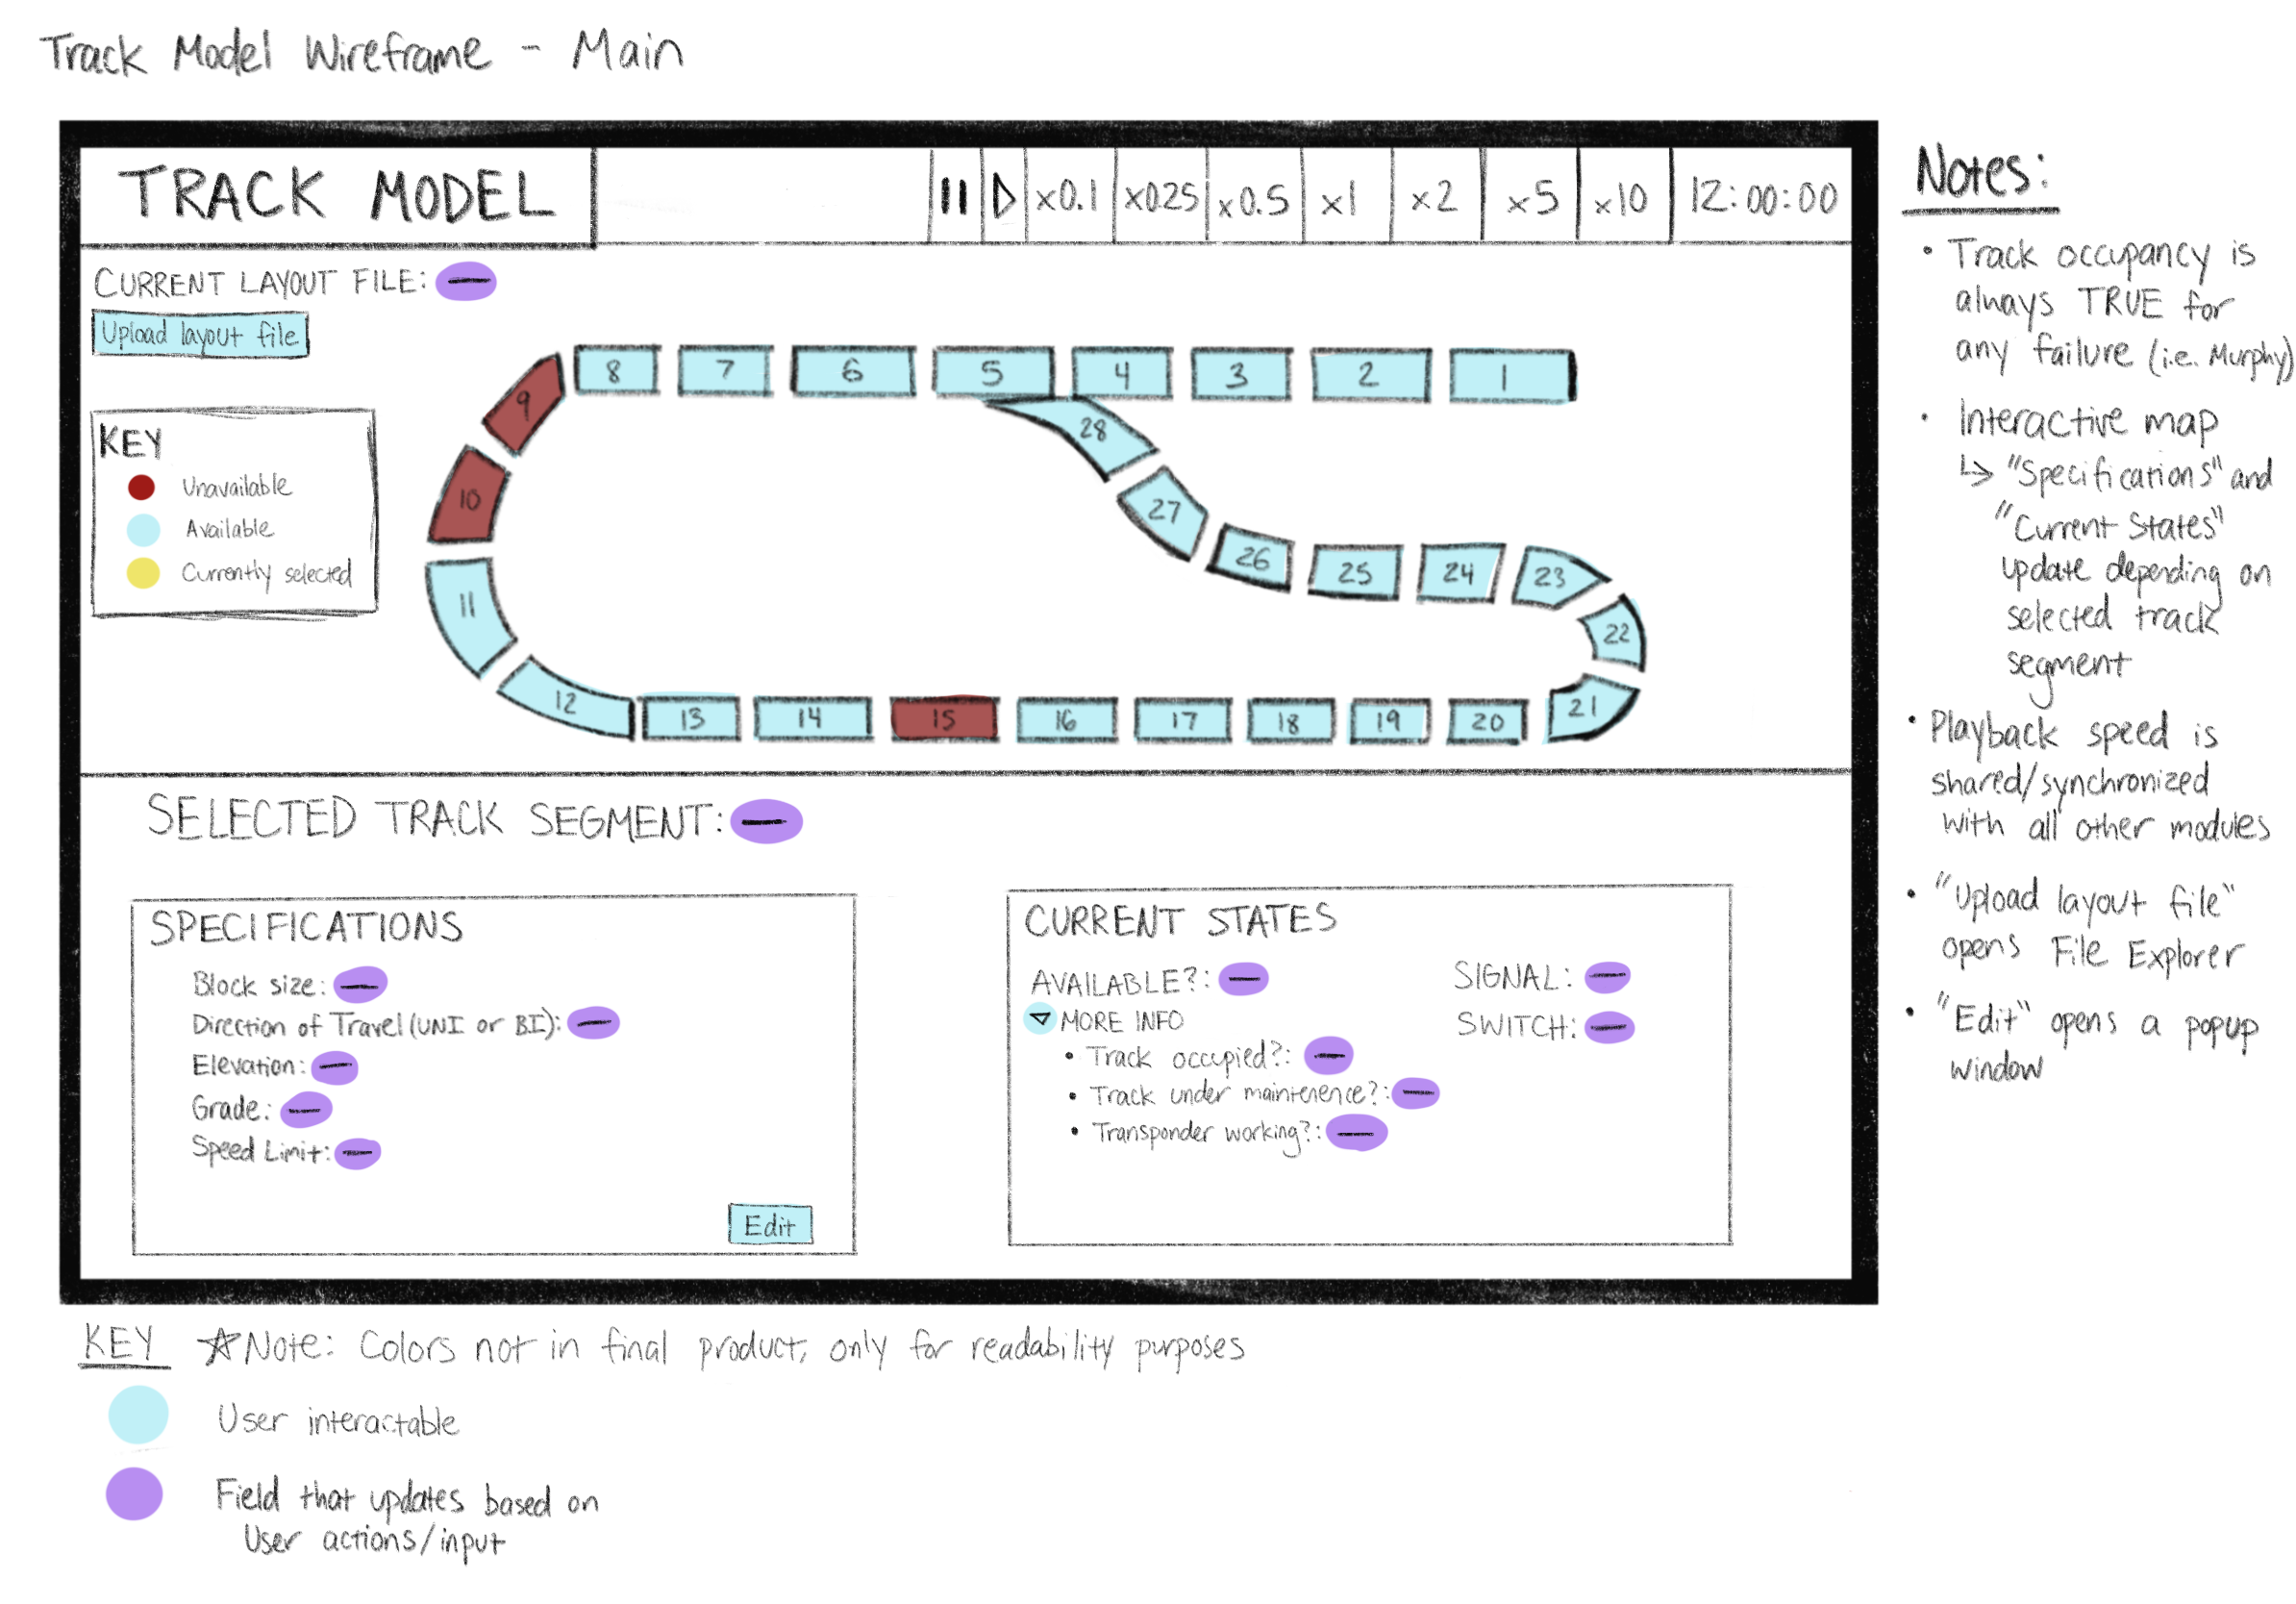 Track Model Wireframe - Main
TRACK MODEL
x0.1
x025
x0.5
x1
x2
x5
x10
12:00:00
CURRENT LAYOUT FILE: —
Upload layout file
KEY
Unavailable
Available
Currently selected
8
7
6
5
4
3
2
1
9
10
11
12
13
14
15
16
17
18
19
20
21
22
23
24
25
26
27
28
SELECTED TRACK SEGMENT: —
SPECIFICATIONS
Block size: —
Direction of Travel (UNI or BI): —
Elevation: —
Grade: —
Speed Limit: —
Edit
CURRENT STATES
AVAILABLE?: —
MORE INFO
• Track occupied?: —
• Track under maintenence?: —
• Transponder working?: —
SIGNAL: —
SWITCH: —
Notes:
• Track occupancy is
always TRUE for
any failure (i.e. Murphy)
• Interactive map
↳ "Specifications" and
"Current States"
update depending on
selected track
segment
• Playback speed is
shared/synchronized
with all other modules
• "Upload layout file"
opens File Explorer
• "Edit" opens a popup
window
KEY ☆Note: Colors not in final product, only for readability purposes
User interactable
Field that updates based on
User actions/input